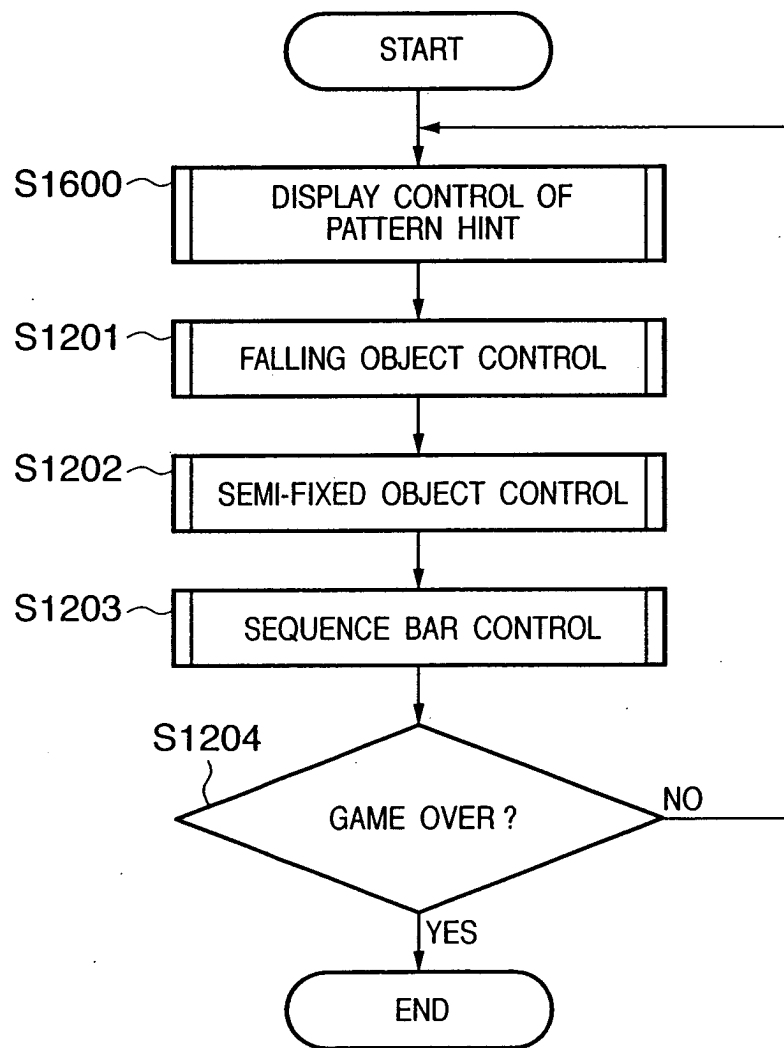 START
S1600
DISPLAY CONTROL OF
PATTERN HINT
S1201
FALLING OBJECT CONTROL
S1202
SEMI-FIXED OBJECT CONTROL
S1203
SEQUENCE BAR CONTROL
S1204
GAME OVER ?
NO
YES
END